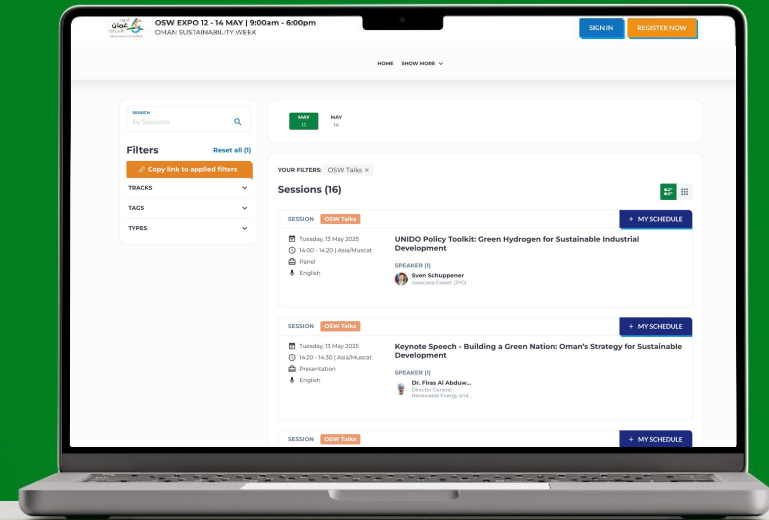 عمان
OSW EXPO 12 - 14 MAY | 9:00am - 6:00pm
OMAN SUSTAINABILITY WEEK
SIGN IN
REGISTER NOW
HOME SHOW MORE
SEARCH
by Sessions
Filters
Reset all (1)
Copy link to applied filters
TRACKS
TAGS
TYPES
MAY
13
MAY
14
YOUR FILTERS: OSW Talks ×
Sessions (16)
SESSION OSW Talks
+ MY SCHEDULE
Tuesday, 13 May 2025
14:00 - 14:20 | Asia/Muscat
Panel
English
UNIDO Policy Toolkit: Green Hydrogen for Sustainable Industrial
Development
SPEAKER (1)
Sven Schuppener
Associate Expert (JPO)
SESSION OSW Talks
+ MY SCHEDULE
Tuesday, 13 May 2025
14:20 - 14:30 | Asia/Muscat
Presentation
English
Keynote Speech - Building a Green Nation: Oman's Strategy for Sustainable
Development
SPEAKER (1)
Dr. Firas Al Abduw...
Director General -
Renewable Energy and...
SESSION OSW Talks
+ MY SCHEDULE